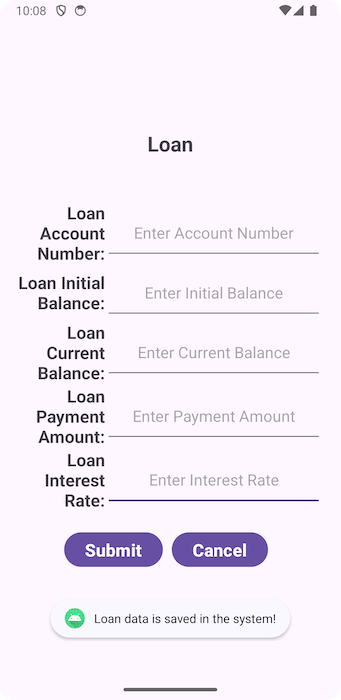 10:08
Loan
Loan
Account
Number:
Enter Account Number
Loan Initial
Balance:
Enter Initial Balance
Loan
Current
Balance:
Enter Current Balance
Loan
Payment
Amount:
Enter Payment Amount
Loan
Interest
Rate:
Enter Interest Rate
Submit
Cancel
Loan data is saved in the system!